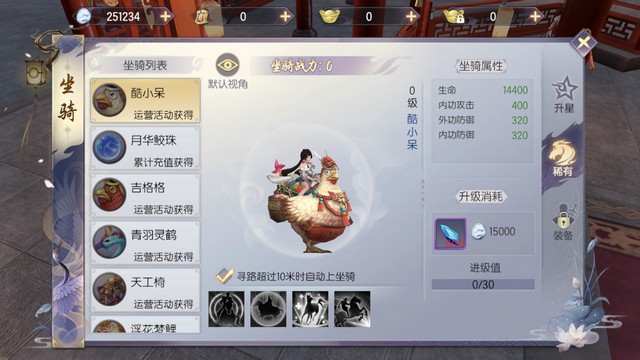 251234
0
0
0
坐骑
坐骑列表
酷小呆
运营活动获得
月华鲛珠
累计充值获得
吉格格
运营活动获得
青羽灵鹤
运营活动获得
天工椅
运营活动获得
浮花梦鲤
默认视角
坐骑战力:0
0级 酷小呆
寻路超过10米时自动上坐骑
坐骑属性
生命 14400
内功攻击 400
外功防御 320
内功防御 320
升级消耗
15000
进级值
0/30
升星
稀有
装备